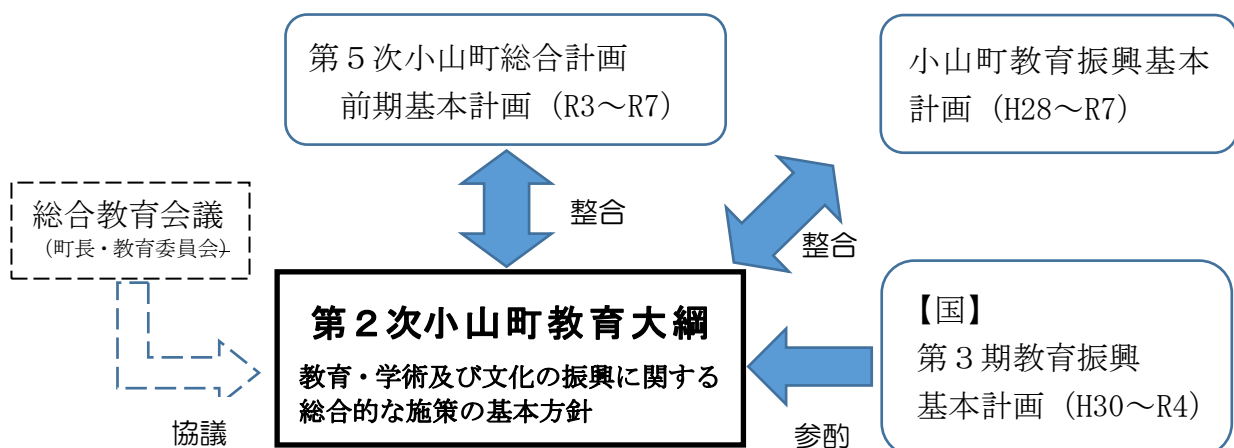 第５次小山町総合計画
前期基本計画（R3～R7）
小山町教育振興基本
計画（H28～R7）
整合
整合
総合教育会議
（町長・教育委員会）
第２次小山町教育大綱
教育・学術及び文化の振興に関する
総合的な施策の基本方針
【国】
第３期教育振興
基本計画（H30～R4）
協議
参酌